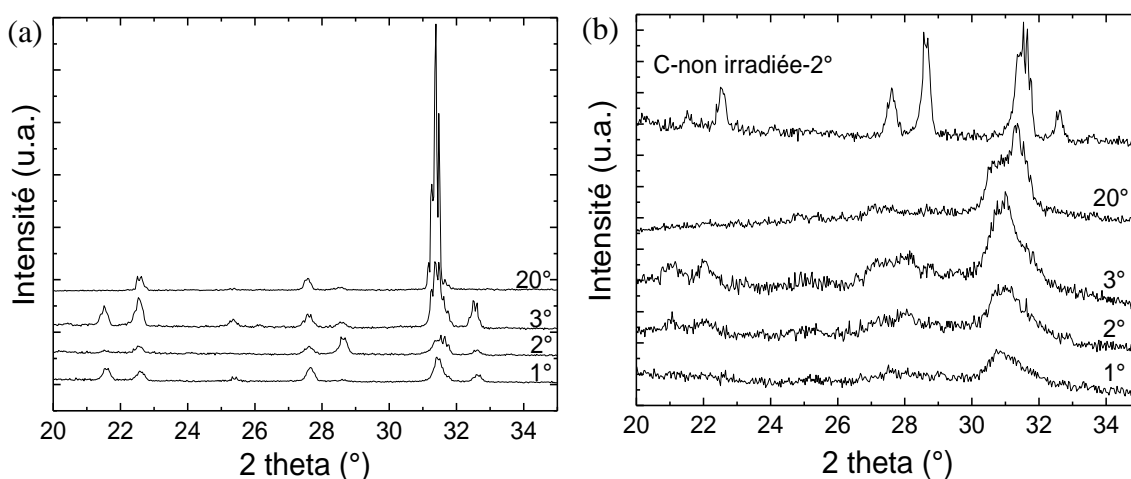 (a)
Intensité (u.a.)
20°
3°
2°
1°
20 22 24 26 28 30 32 34
2 theta (°)
(b)
C-non irradiée-2°
Intensité (u.a.)
20°
3°
2°
1°
20 22 24 26 28 30 32 34
2 theta (°)